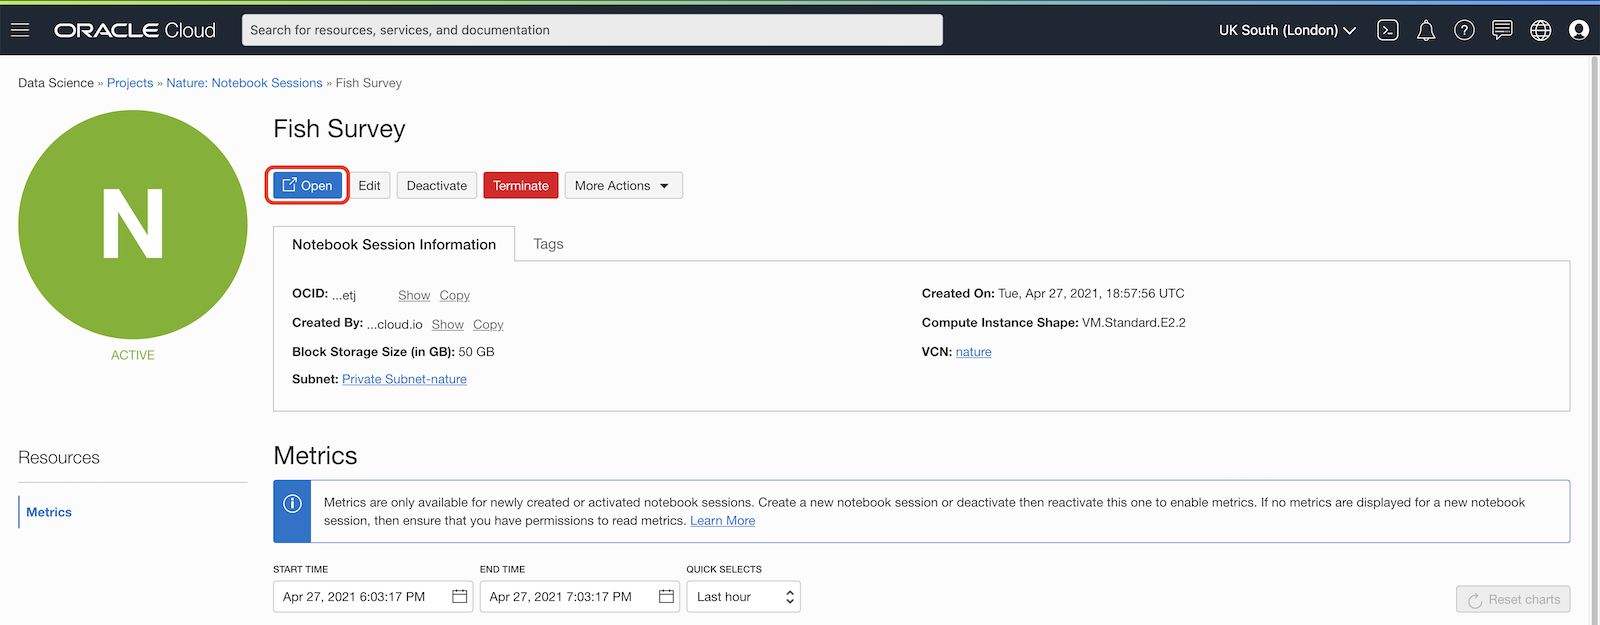 ORACLE Cloud
Search for resources, services, and documentation
UK South (London)
Data Science » Projects » Nature: Notebook Sessions » Fish Survey
N
ACTIVE
Fish Survey
Open Edit Deactivate Terminate More Actions
Notebook Session Information Tags
OCID: ...etj Show Copy
Created By: ...cloud.io Show Copy
Block Storage Size (in GB): 50 GB
Subnet: Private Subnet-nature
Created On: Tue, Apr 27, 2021, 18:57:56 UTC
Compute Instance Shape: VM.Standard.E2.2
VCN: nature
Resources
Metrics
Metrics
Metrics are only available for newly created or activated notebook sessions. Create a new notebook session or deactivate then reactivate this one to enable metrics. If no metrics are displayed for a new notebook
session, then ensure that you have permissions to read metrics. Learn More
START TIME END TIME QUICK SELECTS
Apr 27, 2021 6:03:17 PM Apr 27, 2021 7:03:17 PM Last hour
Reset charts